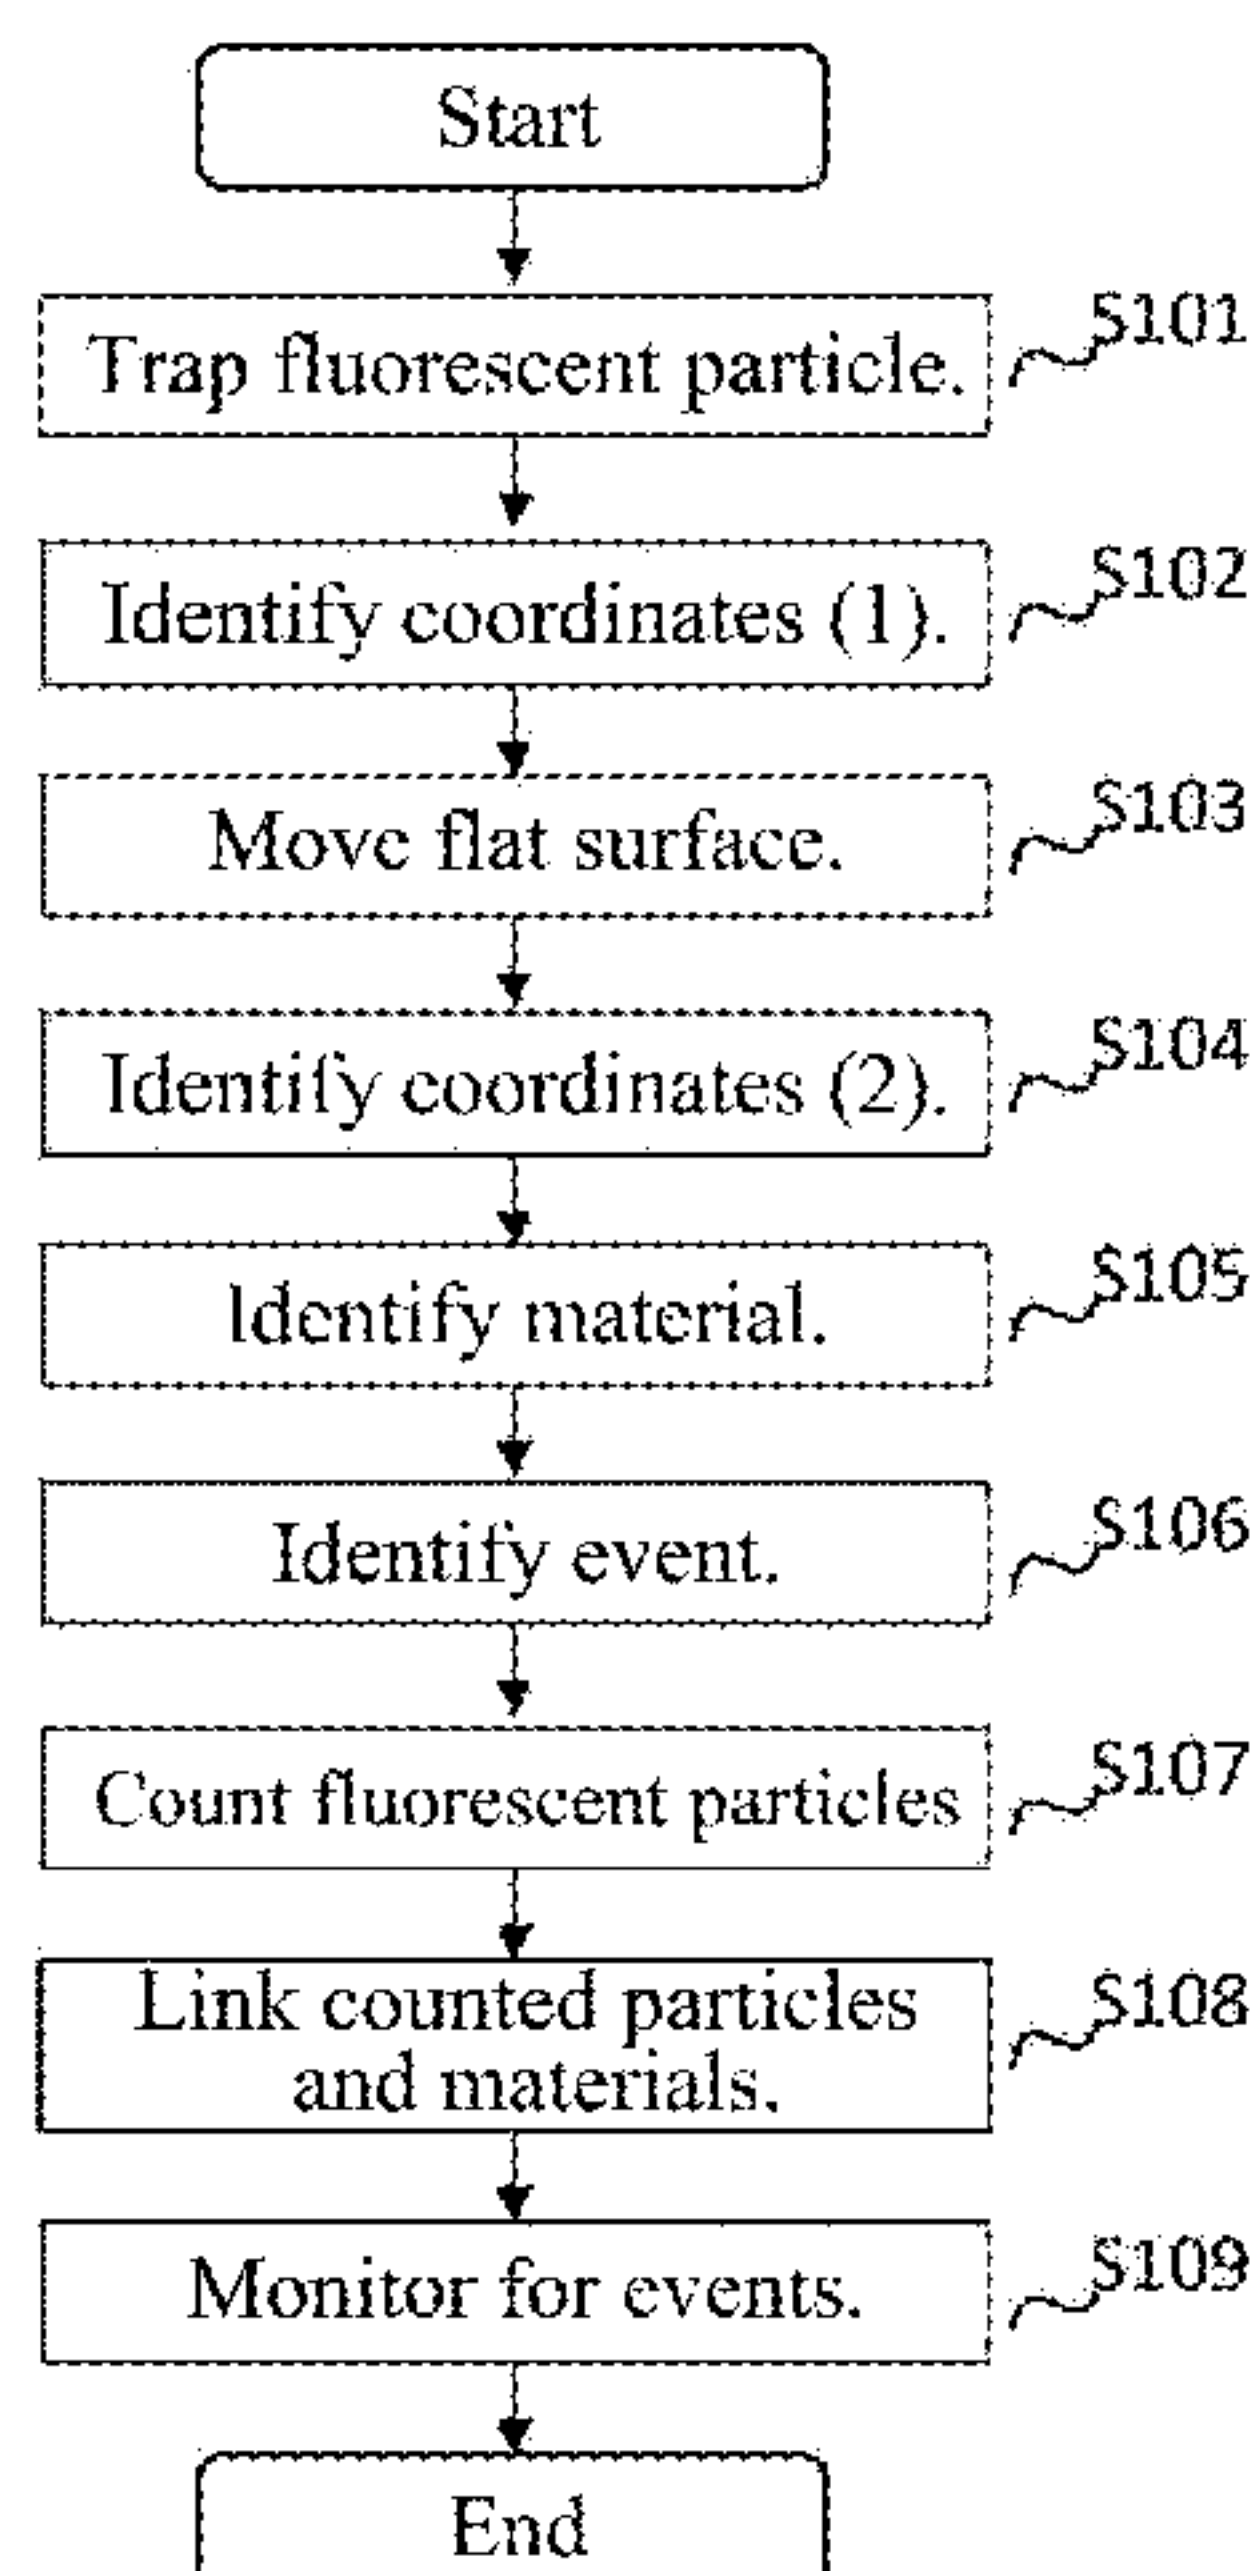 Start
Trap fluorescent particle.
S101
Identify coordinates (1).
S102
Move flat surface.
S103
Identify coordinates (2).
S104
Identify material.
S105
Identify event.
S106
Count fluorescent particles
S107
Link counted particles
and materials.
S108
Monitor for events.
S109
End